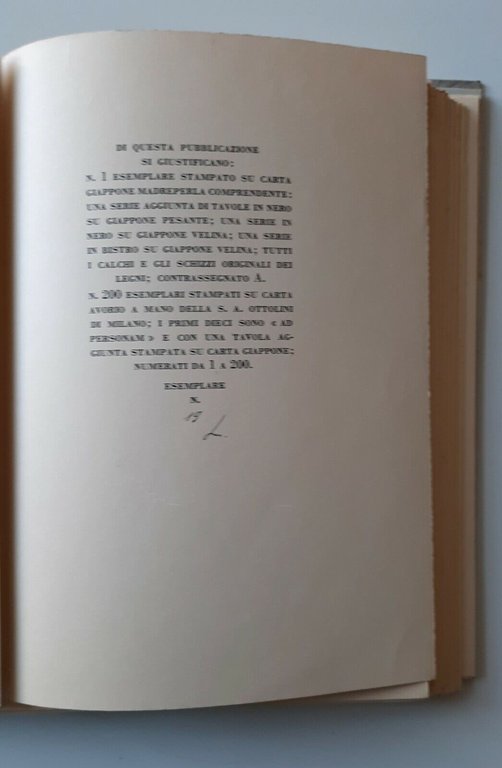 DI QUESTA PUBBLICAZIONE
SI GIUSTIFICANO:
N. 1 ESEMPLARE STAMPATO SU CARTA
GIAPPONE MADREPERLA COMPRENDENTE:
UNA SERIE AGGIUNTA DI TAVOLE IN NERO
SU GIAPPONE PESANTE; UNA SERIE IN
NERO SU GIAPPONE VELINA; UNA SERIE
IN BISTRO SU GIAPPONE VELINA; TUTTI
I CALCHI E GLI SCHIZZI ORIGINALI DEI
LEGNI; CONTRASSEGNATO A.
N. 200 ESEMPLARI STAMPATI SU CARTA
AVORIO A MANO DELLA S. A. OTTOLINI
DI MILANO; I PRIMI DIECI SONO «AD
PERSONAM» E CON UNA TAVOLA AG-
GIUNTA STAMPATA SU CARTA GIAPPONE;
NUMERATI DA 1 A 200.
ESEMPLARE
N.
19